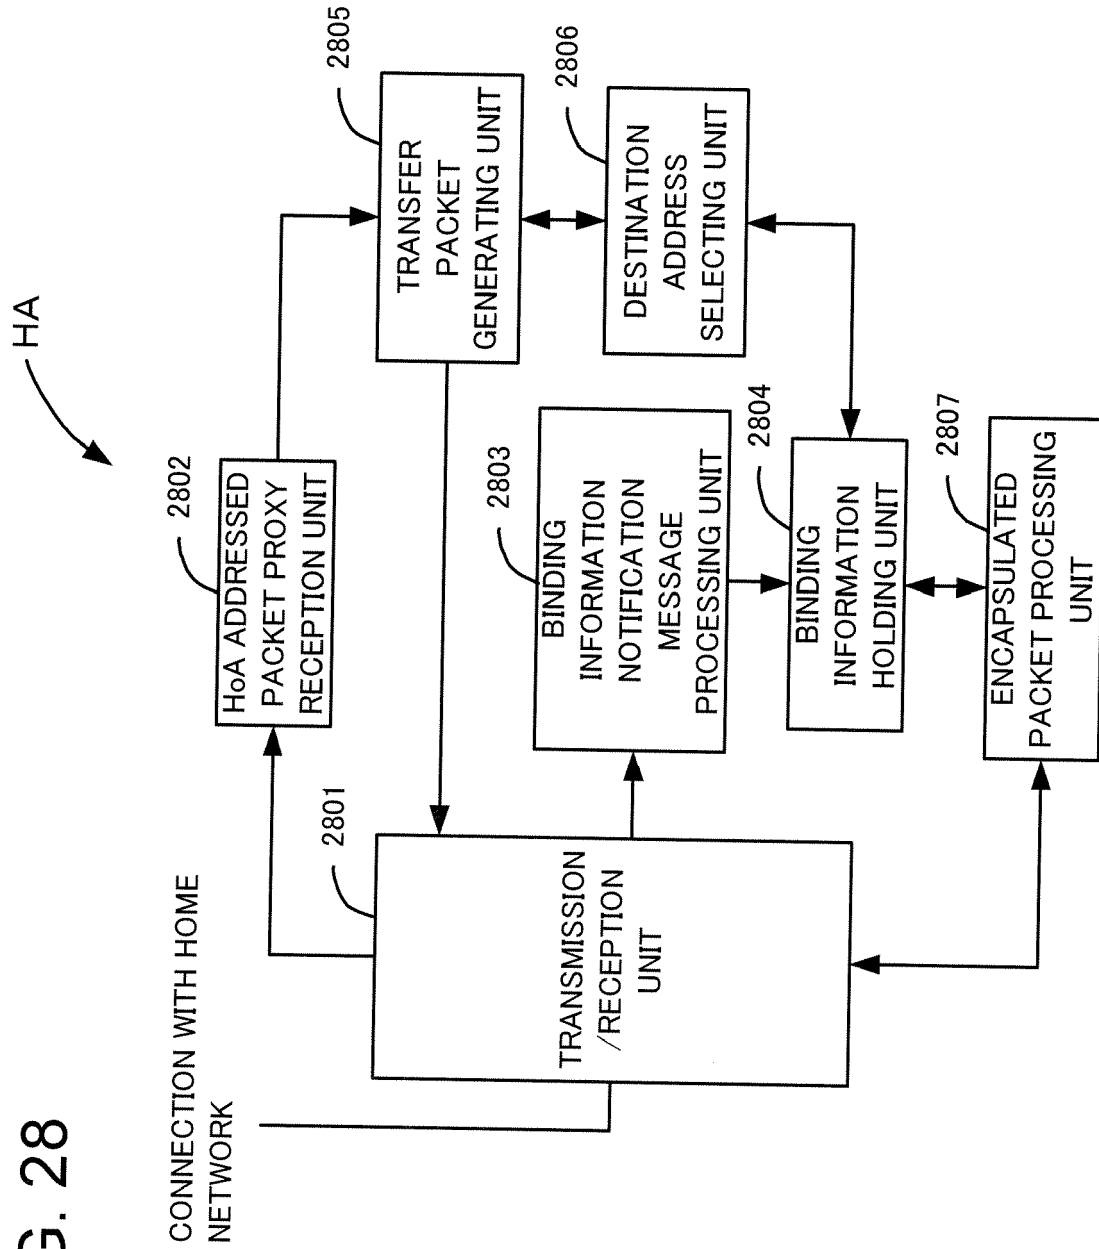 G. 28
HA
CONNECTION WITH HOME
NETWORK
2801
TRANSMISSION
/RECEPTION
UNIT
2802
HoA ADDRESSED
PACKET PROXY
RECEPTION UNIT
2803
BINDING
INFORMATION
NOTIFICATION
MESSAGE
PROCESSING UNIT
2804
BINDING
INFORMATION
HOLDING UNIT
2805
TRANSFER
PACKET
GENERATING UNIT
2806
DESTINATION
ADDRESS
SELECTING UNIT
2807
ENCAPSULATED
PACKET PROCESSING
UNIT